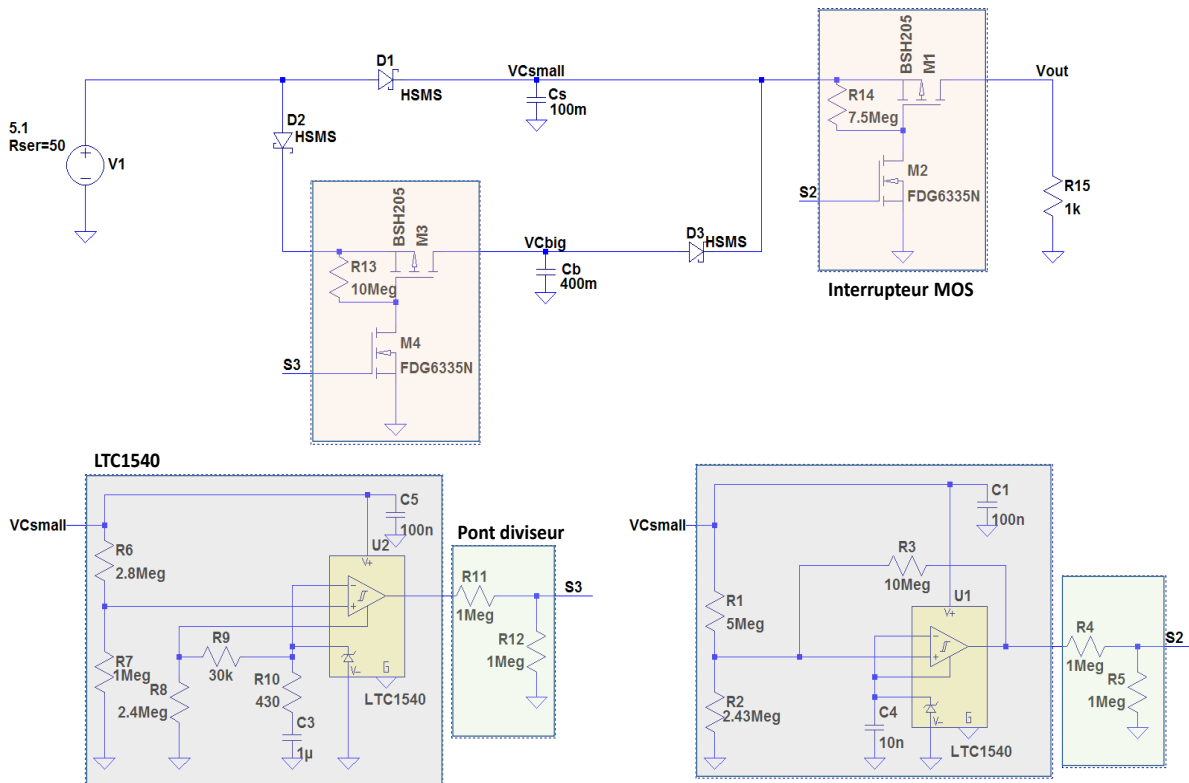 D1
HSMS
VCsmall
Cs
100m
BSH205
M1
Vout
R14
7.5Meg
D2
HSMS
5.1
Rser=50
V1
M2
FDG6335N
S2
R15
1k
BSH205
M3
VCbig
D3
HSMS
R13
10Meg
Cb
400m
Interrupteur MOS
M4
FDG6335N
S3
LTC1540
VCsmall
C5
100n
R6
2.8Meg
U2
V+
Pont diviseur
R11
1Meg
S3
R12
1Meg
R9
30k
R7
1Meg
R8
2.4Meg
R10
430
C3
1µ
V-
G
LTC1540
VCsmall
C1
100n
R3
10Meg
U1
V+
R1
5Meg
R4
1Meg
S2
R5
1Meg
R2
2.43Meg
C4
10n
V-
G
LTC1540